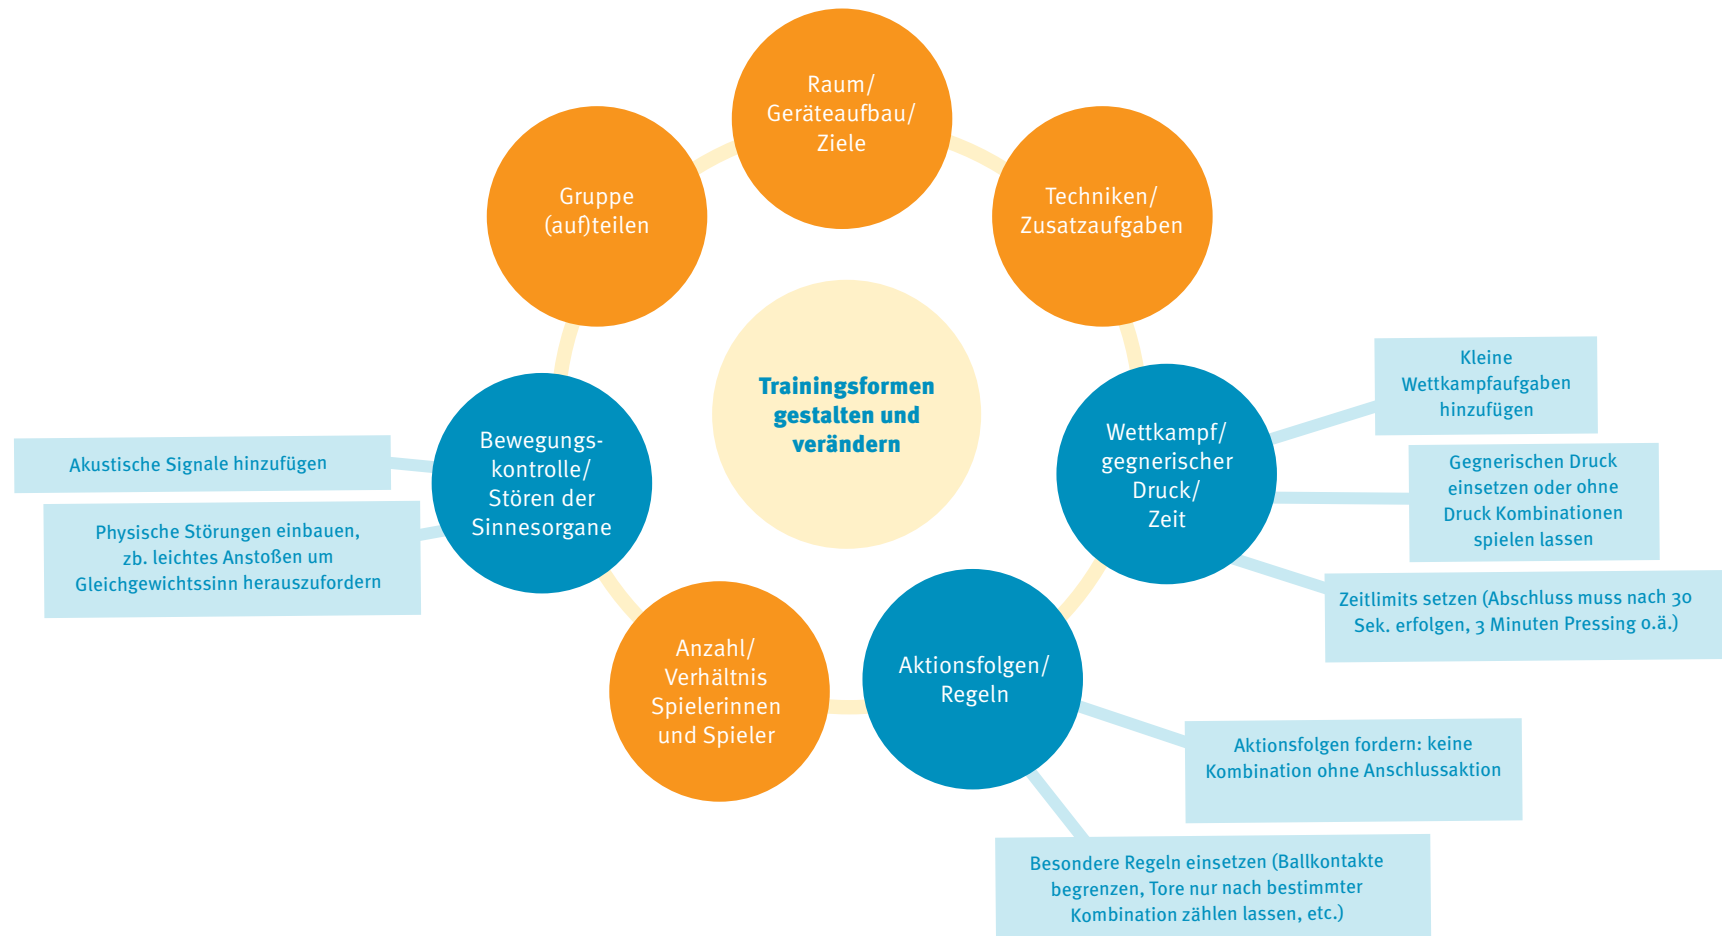 Raum/
Geräteaufbau/
Ziele
Gruppe
(auf)teilen
Techniken/
Zusatzaufgaben
Trainingsformen
gestalten und
verändern
Kleine
Wettkampfaufgaben
hinzufügen
Wettkampf/
gegnerischer
Druck/
Zeit
Gegnerischen Druck
einsetzen oder ohne
Druck Kombinationen
spielen lassen
Zeitlimits setzen (Abschluss muss nach 30
Sek. erfolgen, 3 Minuten Pressing o.ä.)
Bewegungs-
kontrolle/
Stören der
Sinnesorgane
Akustische Signale hinzufügen
Physische Störungen einbauen,
zb. leichtes Anstoßen um
Gleichgewichtssinn herauszufordern
Anzahl/
Verhältnis
Spielerinnen
und Spieler
Aktionsfolgen/
Regeln
Aktionsfolgen fordern: keine
Kombination ohne Anschlussaktion
Besondere Regeln einsetzen (Ballkontakte
begrenzen, Tore nur nach bestimmter
Kombination zählen lassen, etc.)